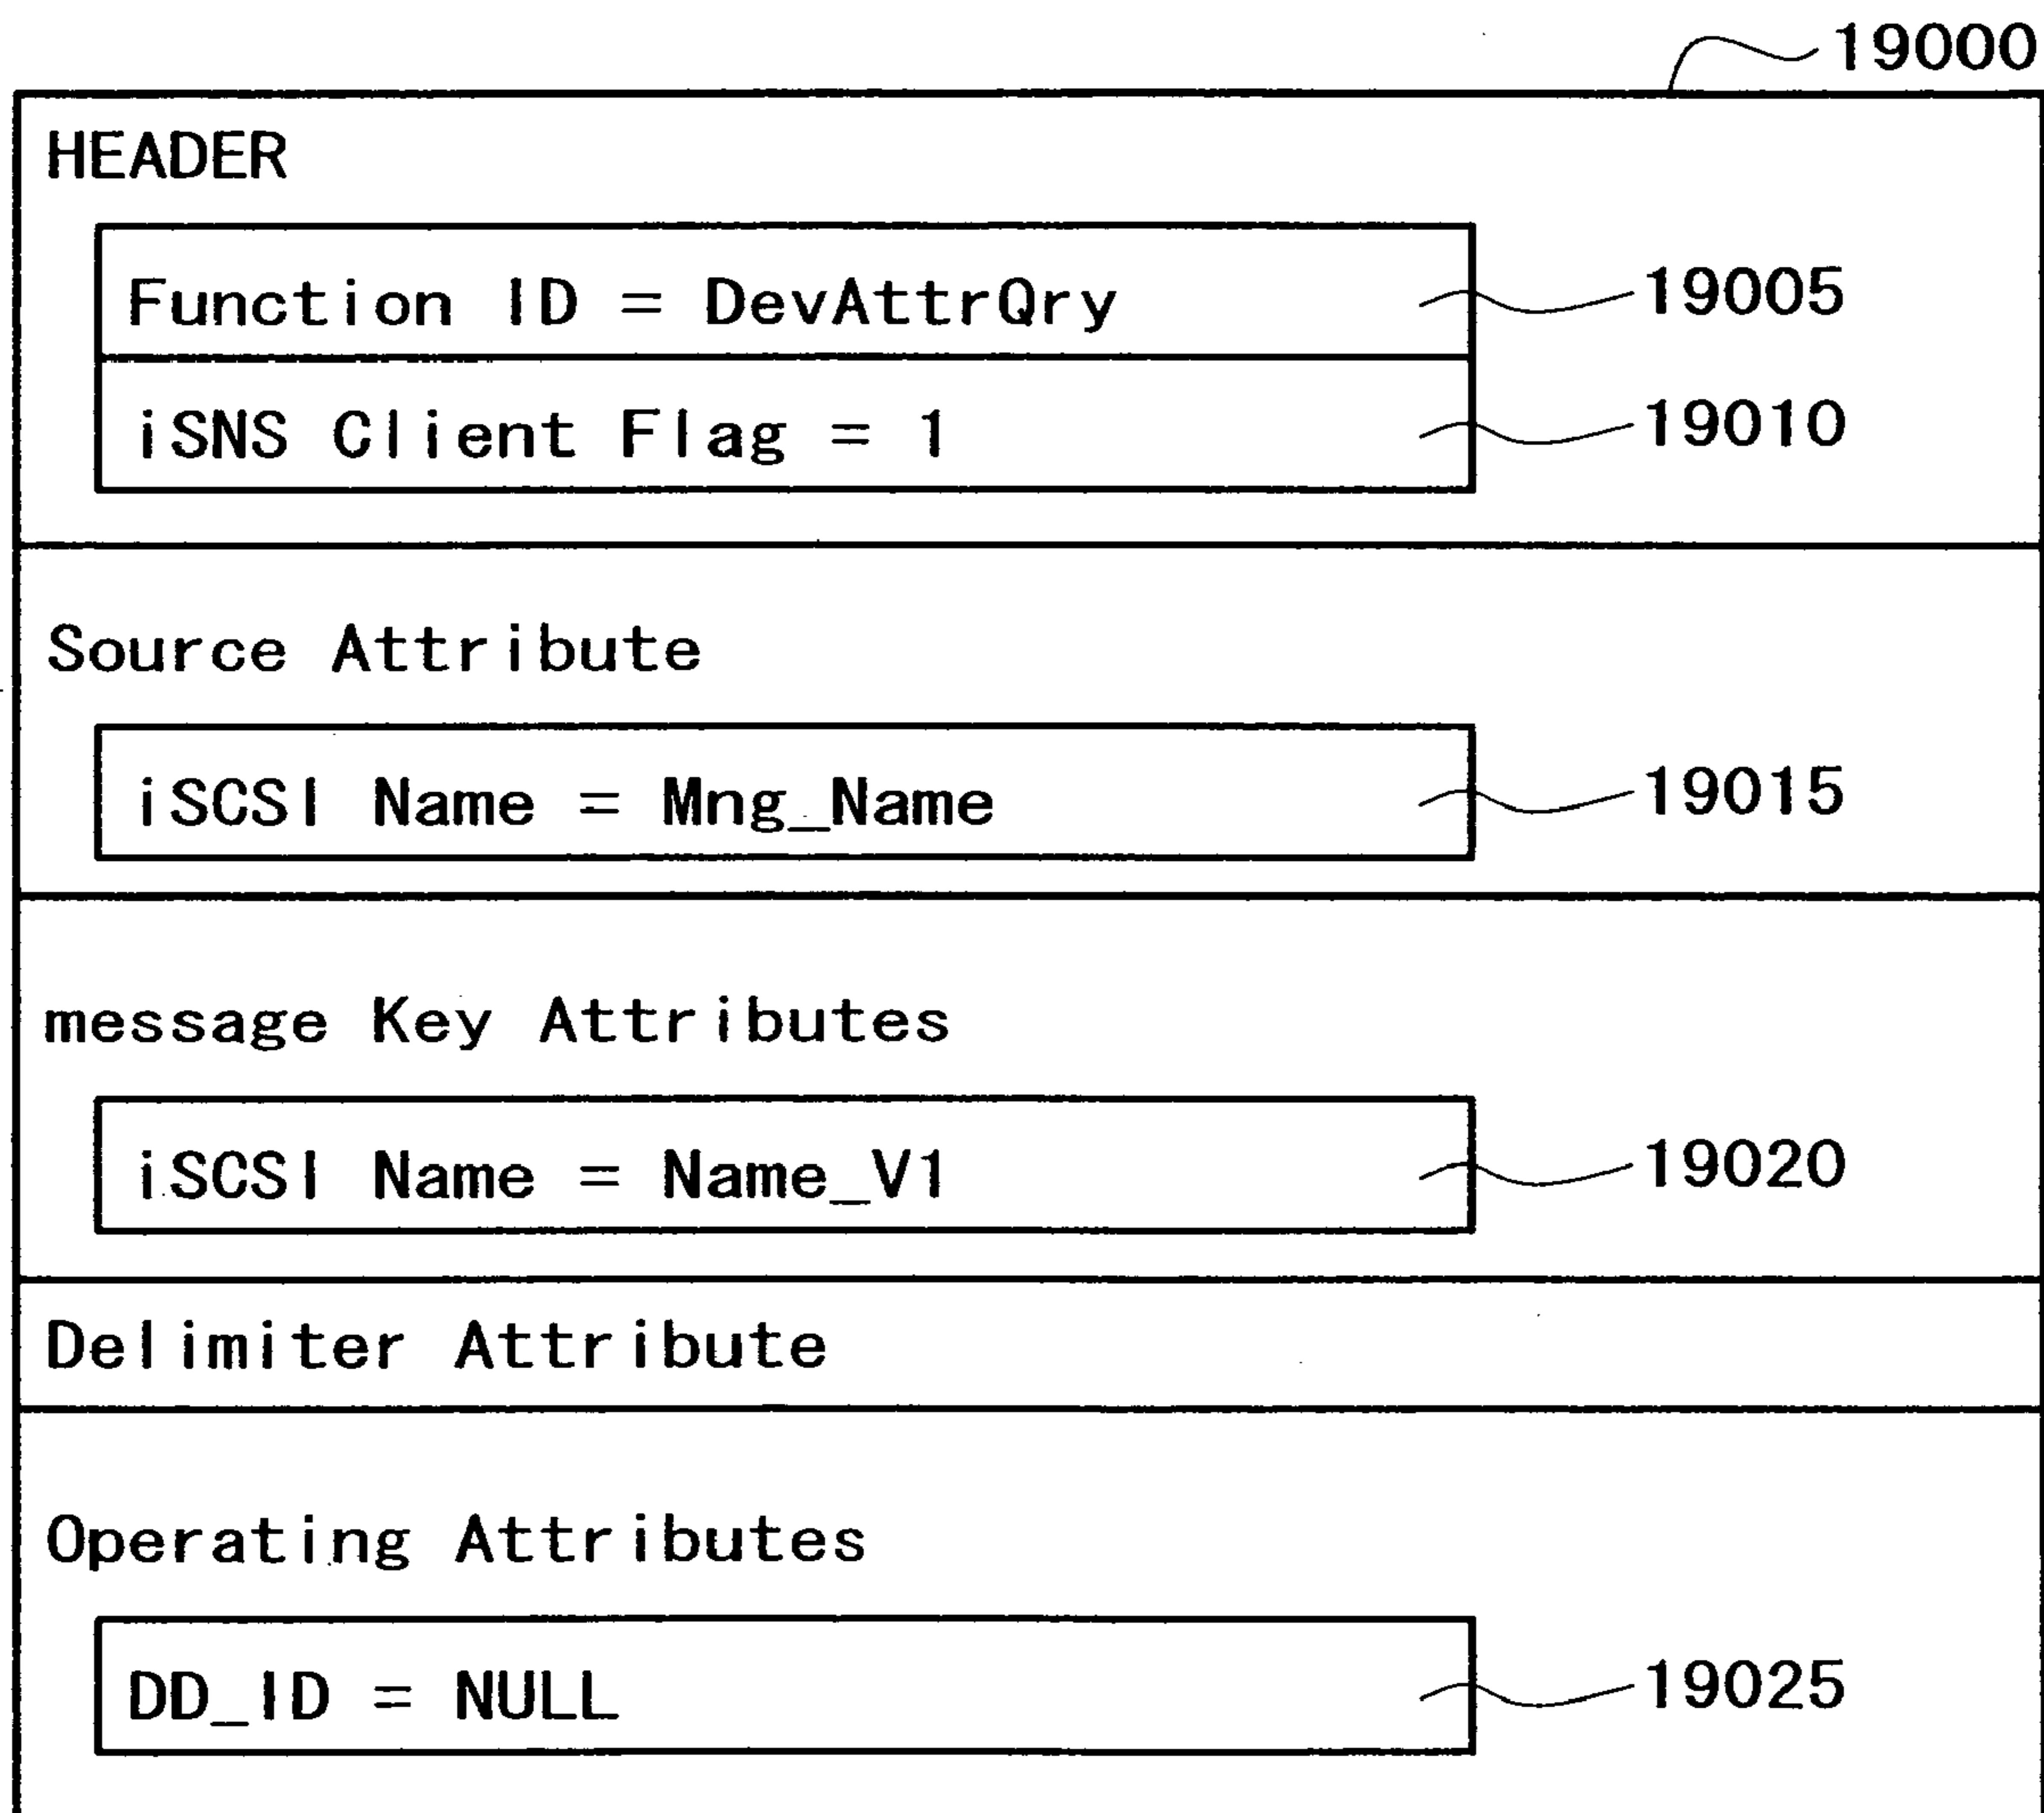 19000
HEADER
Function ID = DevAttrQry 19005
iSNS Client Flag = 1 19010
Source Attribute
iSCSI Name = Mng_Name 19015
message Key Attributes
iSCSI Name = Name_V1 19020
Delimiter Attribute
Operating Attributes
DD_ID = NULL 19025